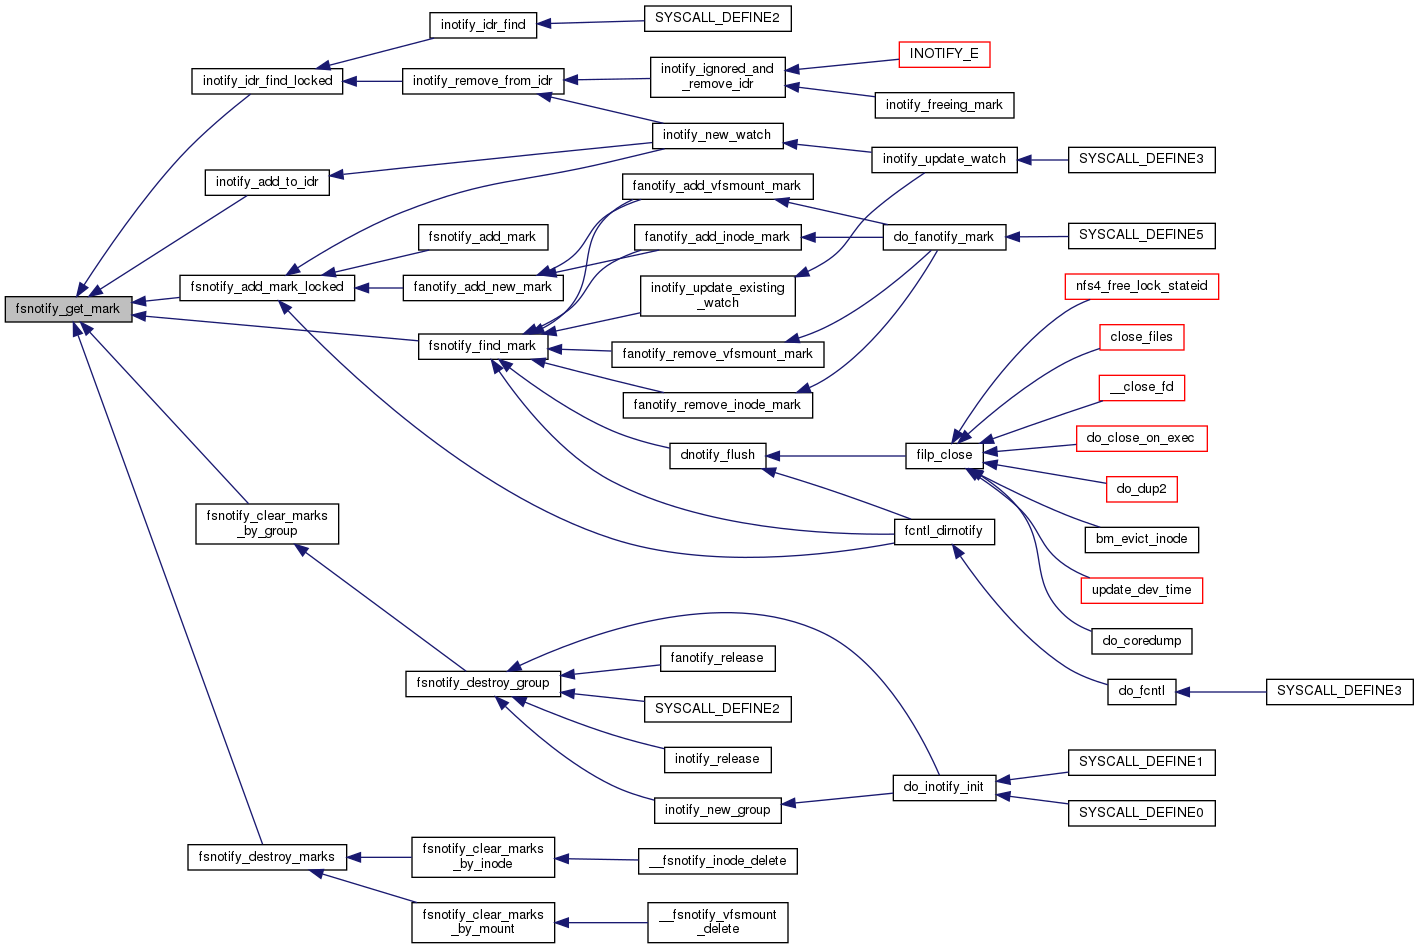 inotify_idr_find
SYSCALL_DEFINE2
inotify_idr_find_locked
inotify_remove_from_idr
inotify_ignored_and
_remove_idr
INOTIFY_E
inotify_freeing_mark
inotify_new_watch
inotify_update_watch
SYSCALL_DEFINE3
inotify_add_to_idr
fanotify_add_vfsmount_mark
fsnotify_add_mark
fanotify_add_inode_mark
do_fanotify_mark
SYSCALL_DEFINE5
fsnotify_get_mark
fsnotify_add_mark_locked
fanotify_add_new_mark
inotify_update_existing
_watch
nfs4_free_lock_stateid
fsnotify_find_mark
fanotify_remove_vfsmount_mark
close_files
fanotify_remove_inode_mark
__close_fd
dnotify_flush
filp_close
do_close_on_exec
do_dup2
fsnotify_clear_marks
_by_group
fcntl_dirnotify
bm_evict_inode
update_dev_time
do_coredump
fsnotify_destroy_group
fanotify_release
SYSCALL_DEFINE2
do_fcntl
SYSCALL_DEFINE3
inotify_release
inotify_new_group
do_inotify_init
SYSCALL_DEFINE1
SYSCALL_DEFINE0
fsnotify_destroy_marks
fsnotify_clear_marks
_by_inode
__fsnotify_inode_delete
fsnotify_clear_marks
_by_mount
__fsnotify_vfsmount
_delete